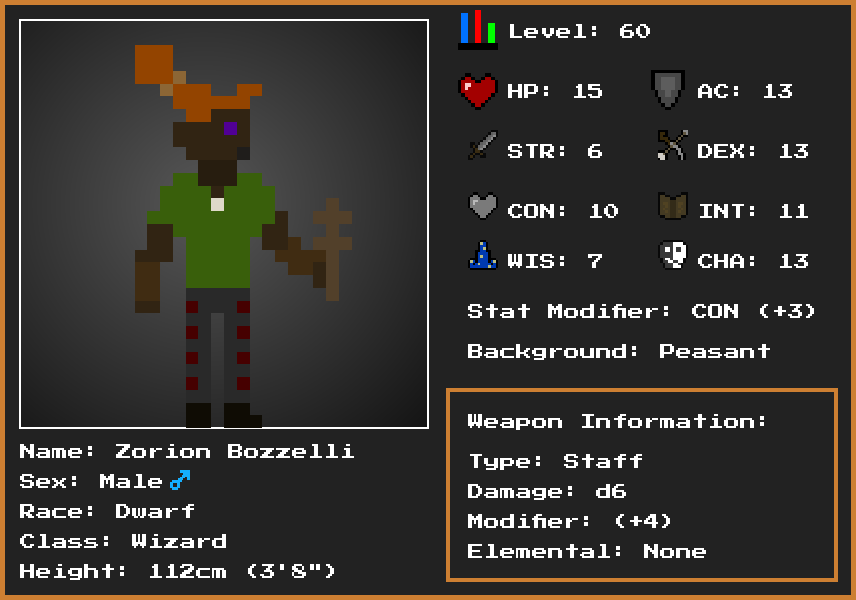 Level: 60
HP: 15
AC: 13
STR: 6
DEX: 13
CON: 10
INT: 11
WIS: 7
CHA: 13
Stat Modifier: CON (+3)
Background: Peasant
Weapon Information:
Type: Staff
Damage: d6
Modifier: (+4)
Elemental: None
Name: Zorion Bozzelli
Sex: Male♂
Race: Dwarf
Class: Wizard
Height: 112cm (3'8")